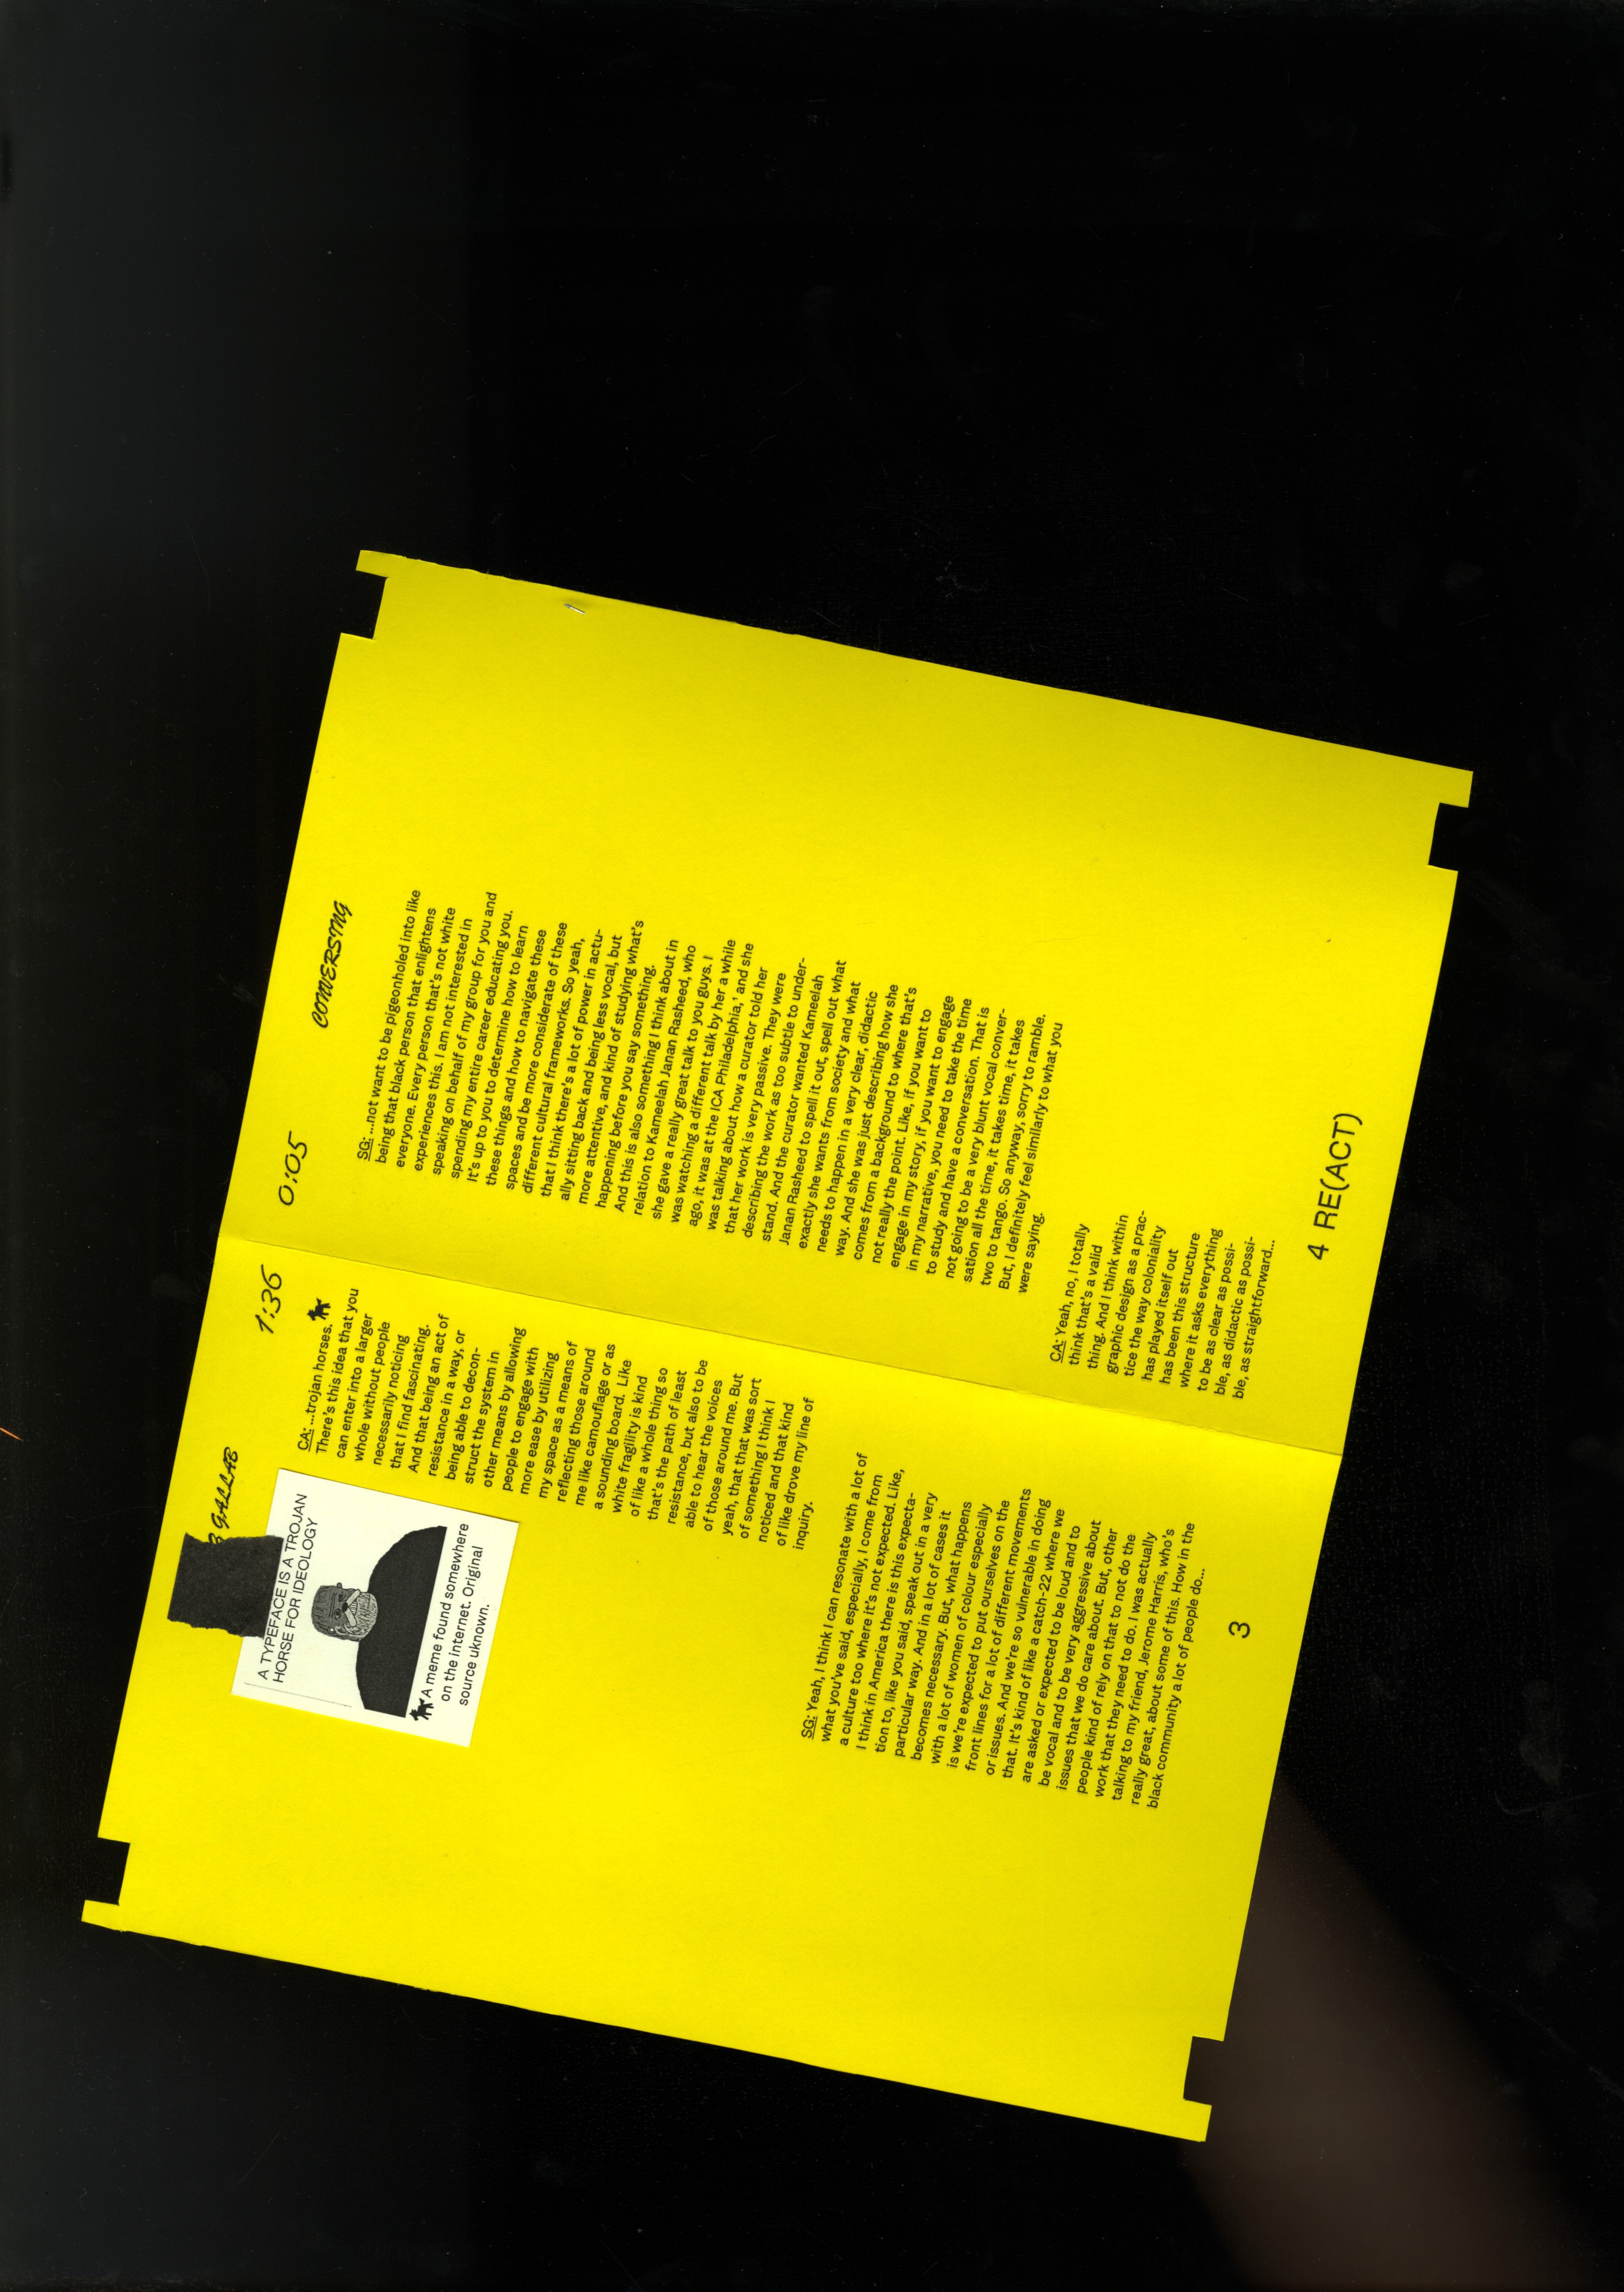 GALLAB
1:36
A TYPEFACE IS A TROJAN
HORSE FOR IDEOLOGY
A meme found somewhere
on the internet. Original
source uknown.
CA: ...trojan horses.
There's this idea that you
can enter into a larger
whole without people
necessarily noticing
that I find fascinating.
And that being an act of
resistance in a way, or
being able to decon-
struct the system in
other means by allowing
people to engage with
more ease by utilizing
my space as a means of
reflecting those around
me like camouflage or as
a sounding board. Like
white fragility is kind
of like a whole thing so
that's the path of least
resistance, but also to be
able to hear the voices
of those around me. But
yeah, that that was sort
of something I think I
noticed and that kind
of like drove my line of
inquiry.
SG: Yeah, I think I can resonate with a lot of
what you've said, especially, I come from
a culture too where it's not expected. Like,
I think in America there is this expecta-
tion to, like you said, speak out in a very
particular way. And in a lot of cases it
becomes necessary. But, what happens
with a lot of women of colour especially
is we're expected to put ourselves on the
front lines for a lot of different movements
or issues. And we're so vulnerable in doing
that. It's kind of like a catch-22 where we
are asked or expected to be loud and to
be vocal and to be very aggressive about
issues that we do care about. But, other
people kind of rely on that to not do the
work that they need to do. I was actually
talking to my friend, Jerome Harris, who's
really great, about some of this. How in the
black community a lot of people do...
3
0:05
CONVERSING
SG: ...not want to be pigeonholed into like
being that black person that enlightens
everyone. Every person that's not white
experiences this. I am not interested in
speaking on behalf of my group for you and
spending my entire career educating you.
It's up to you to determine how to learn
these things and how to navigate these
spaces and be more considerate of these
different cultural frameworks. So yeah,
that I think there's a lot of power in actu-
ally sitting back and being less vocal, but
more attentive, and kind of studying what's
happening before you say something.
And this is also something I think about in
relation to Kameelah Janan Rasheed, who
she gave a really great talk to you guys. I
was watching a different talk by her a while
ago, it was at the ICA Philadelphia,¹ and she
was talking about how a curator told her
that her work is very passive. They were
describing the work as too subtle to under-
stand. And the curator wanted Kameelah
Janan Rasheed to spell it out, spell out what
exactly she wants from society and what
needs to happen in a very clear, didactic
way. And she was just describing how she
comes from a background to where that's
not really the point. Like, if you want to
engage in my story, if you want to engage
in my narrative, you need to take the time
to study and have a conversation. That is
not going to be a very blunt vocal conver-
sation all the time, it takes time, it takes
two to tango. So anyway, sorry to ramble.
But, I definitely feel similarly to what you
were saying.
CA: Yeah, no, I totally
think that's a valid
thing. And I think within
graphic design as a prac-
tice the way coloniality
has played itself out
has been this structure
where it asks everything
to be as clear as possi-
ble, as didactic as possi-
ble, as straightforward...
4 RE(ACT)